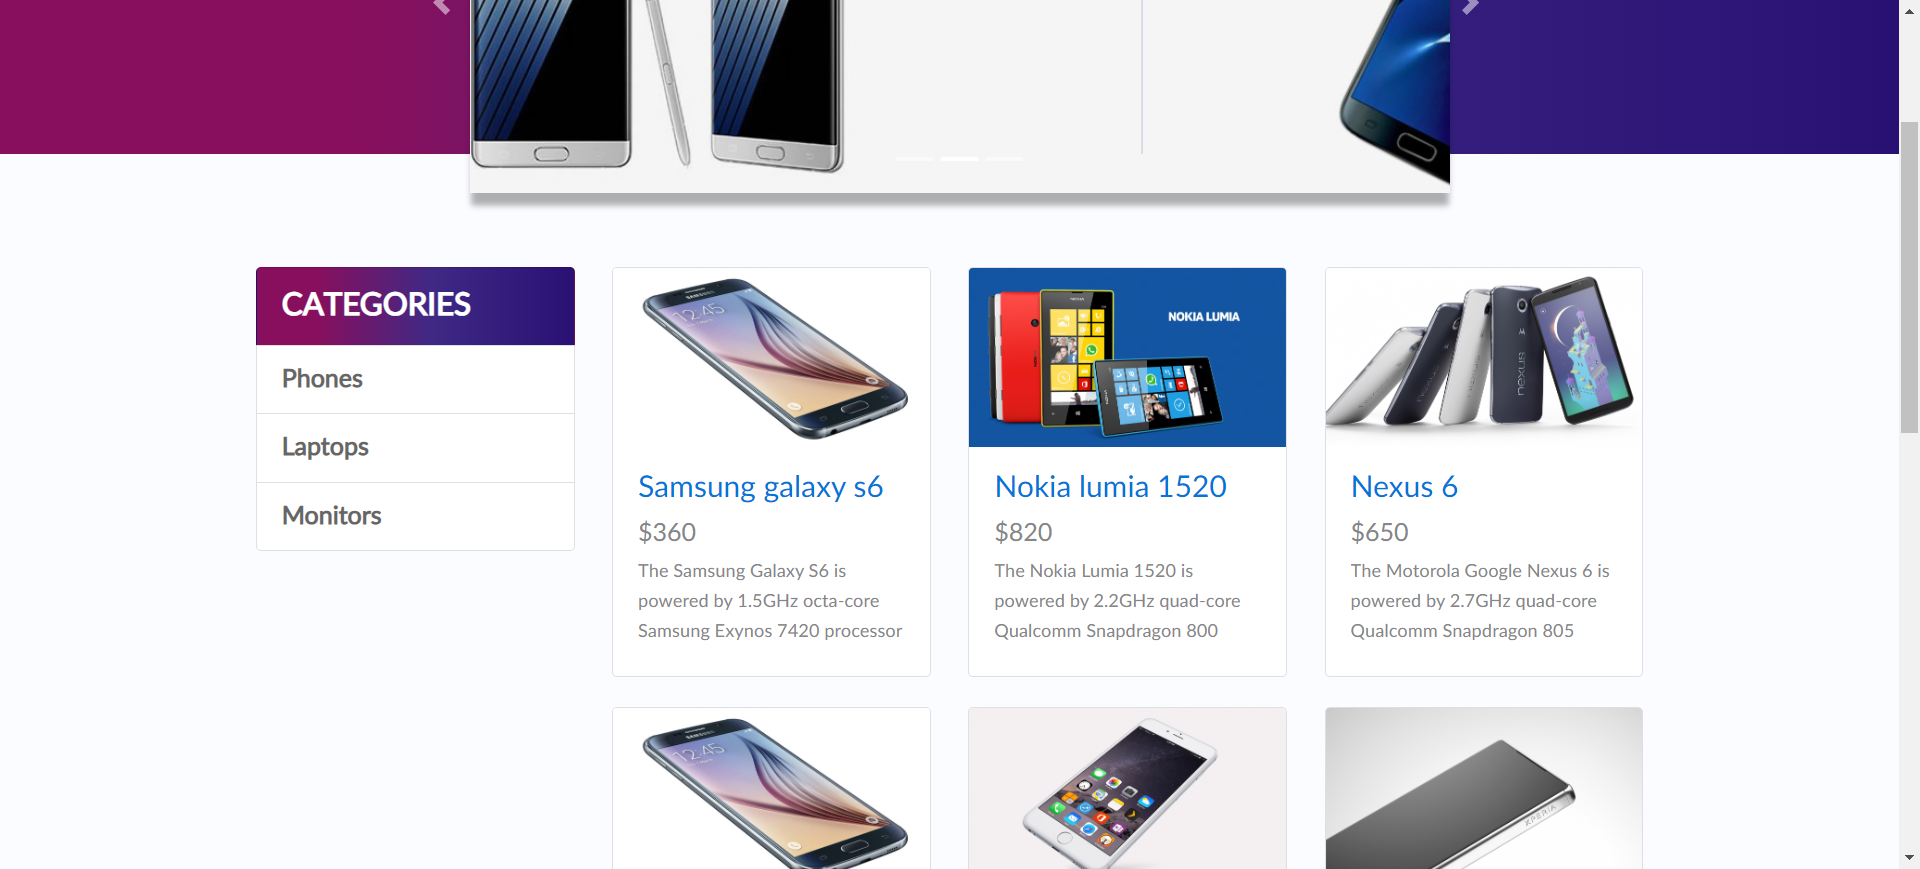 CATEGORIES
Phones
Laptops
Monitors
SAMSUNG
12:45
Samsung galaxy s6
$360
The Samsung Galaxy S6 is
powered by 1.5GHz octa-core
Samsung Exynos 7420 processor
NOKIA LUMIA
Nokia lumia 1520
$820
The Nokia Lumia 1520 is
powered by 2.2GHz quad-core
Qualcomm Snapdragon 800
nexus
Nexus 6
$650
The Motorola Google Nexus 6 is
powered by 2.7GHz quad-core
Qualcomm Snapdragon 805
SAMSUNG
12:45
XPERIA